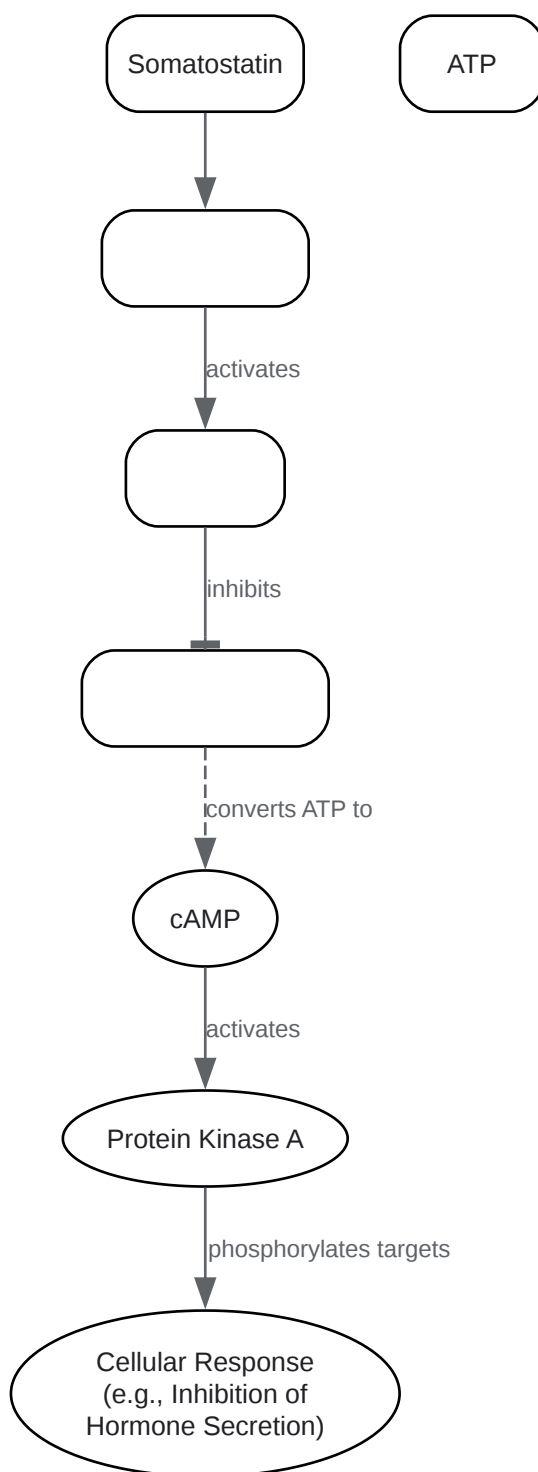 Somatostatin
ATP
activates
inhibits
converts ATP to
cAMP
activates
Protein Kinase A
phosphorylates targets
Cellular Response
(e.g., Inhibition of
Hormone Secretion)